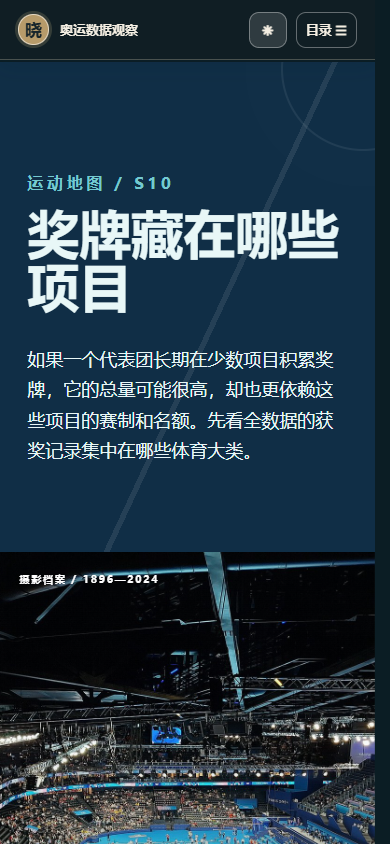 晓 奥运数据观察 目录
运动地图 / S10
奖牌藏在哪些
项目
如果一个代表团长期在少数项目积累奖
牌，它的总量可能很高，却也更依赖这
些项目的赛制和名额。先看全数据的获
奖记录集中在哪些体育大类。
摄影档案 / 1896—2024